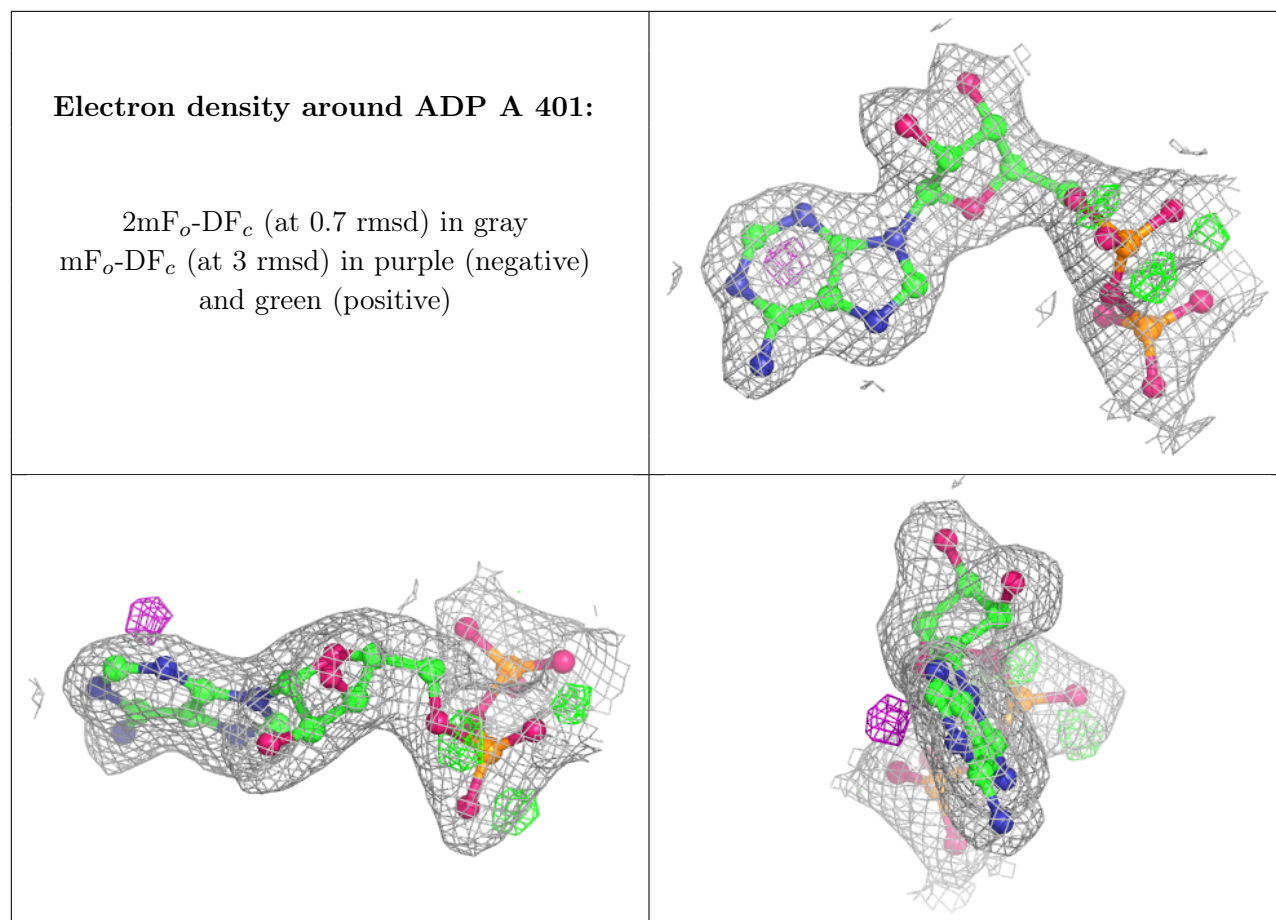 Electron density around ADP A 401:
2mFo-DFc (at 0.7 rmsd) in gray
mFo-DFc (at 3 rmsd) in purple (negative)
and green (positive)